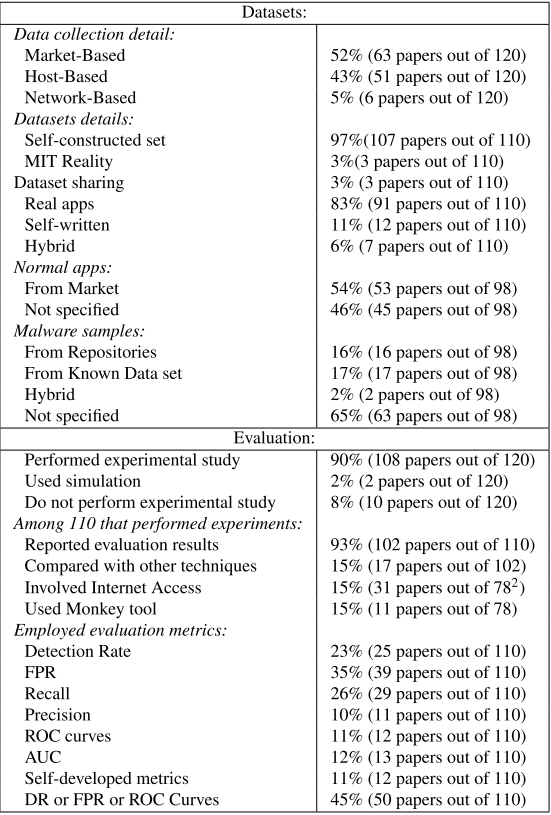 Datasets:
Data collection detail:
Market-Based 52% (63 papers out of 120)
Host-Based 43% (51 papers out of 120)
Network-Based 5% (6 papers out of 120)
Datasets details:
Self-constructed set 97%(107 papers out of 110)
MIT Reality 3%(3 papers out of 110)
Dataset sharing 3% (3 papers out of 110)
Real apps 83% (91 papers out of 110)
Self-written 11% (12 papers out of 110)
Hybrid 6% (7 papers out of 110)
Normal apps:
From Market 54% (53 papers out of 98)
Not specified 46% (45 papers out of 98)
Malware samples:
From Repositories 16% (16 papers out of 98)
From Known Data set 17% (17 papers out of 98)
Hybrid 2% (2 papers out of 98)
Not specified 65% (63 papers out of 98)
Evaluation:
Performed experimental study 90% (108 papers out of 120)
Used simulation 2% (2 papers out of 120)
Do not perform experimental study 8% (10 papers out of 120)
Among 110 that performed experiments:
Reported evaluation results 93% (102 papers out of 110)
Compared with other techniques 15% (17 papers out of 102)
Involved Internet Access 15% (31 papers out of 78²)
Used Monkey tool 15% (11 papers out of 78)
Employed evaluation metrics:
Detection Rate 23% (25 papers out of 110)
FPR 35% (39 papers out of 110)
Recall 26% (29 papers out of 110)
Precision 10% (11 papers out of 110)
ROC curves 11% (12 papers out of 110)
AUC 12% (13 papers out of 110)
Self-developed metrics 11% (12 papers out of 110)
DR or FPR or ROC Curves 45% (50 papers out of 110)